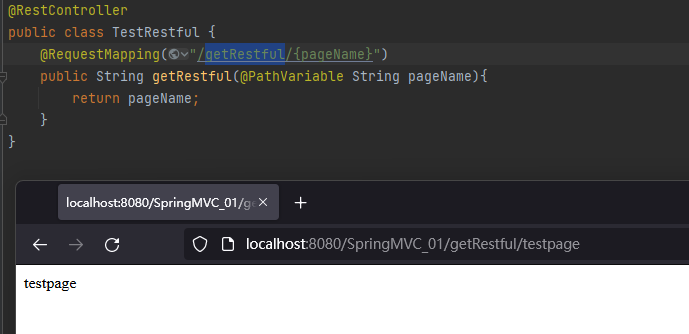 @RestController
public class TestRestful {
@RequestMapping("/getRestful/{pageName}")
public String getRestful(@PathVariable String pageName){
return pageName;
}
}
localhost:8080/SpringMVC_01/ge
localhost:8080/SpringMVC_01/getRestful/testpage
testpage